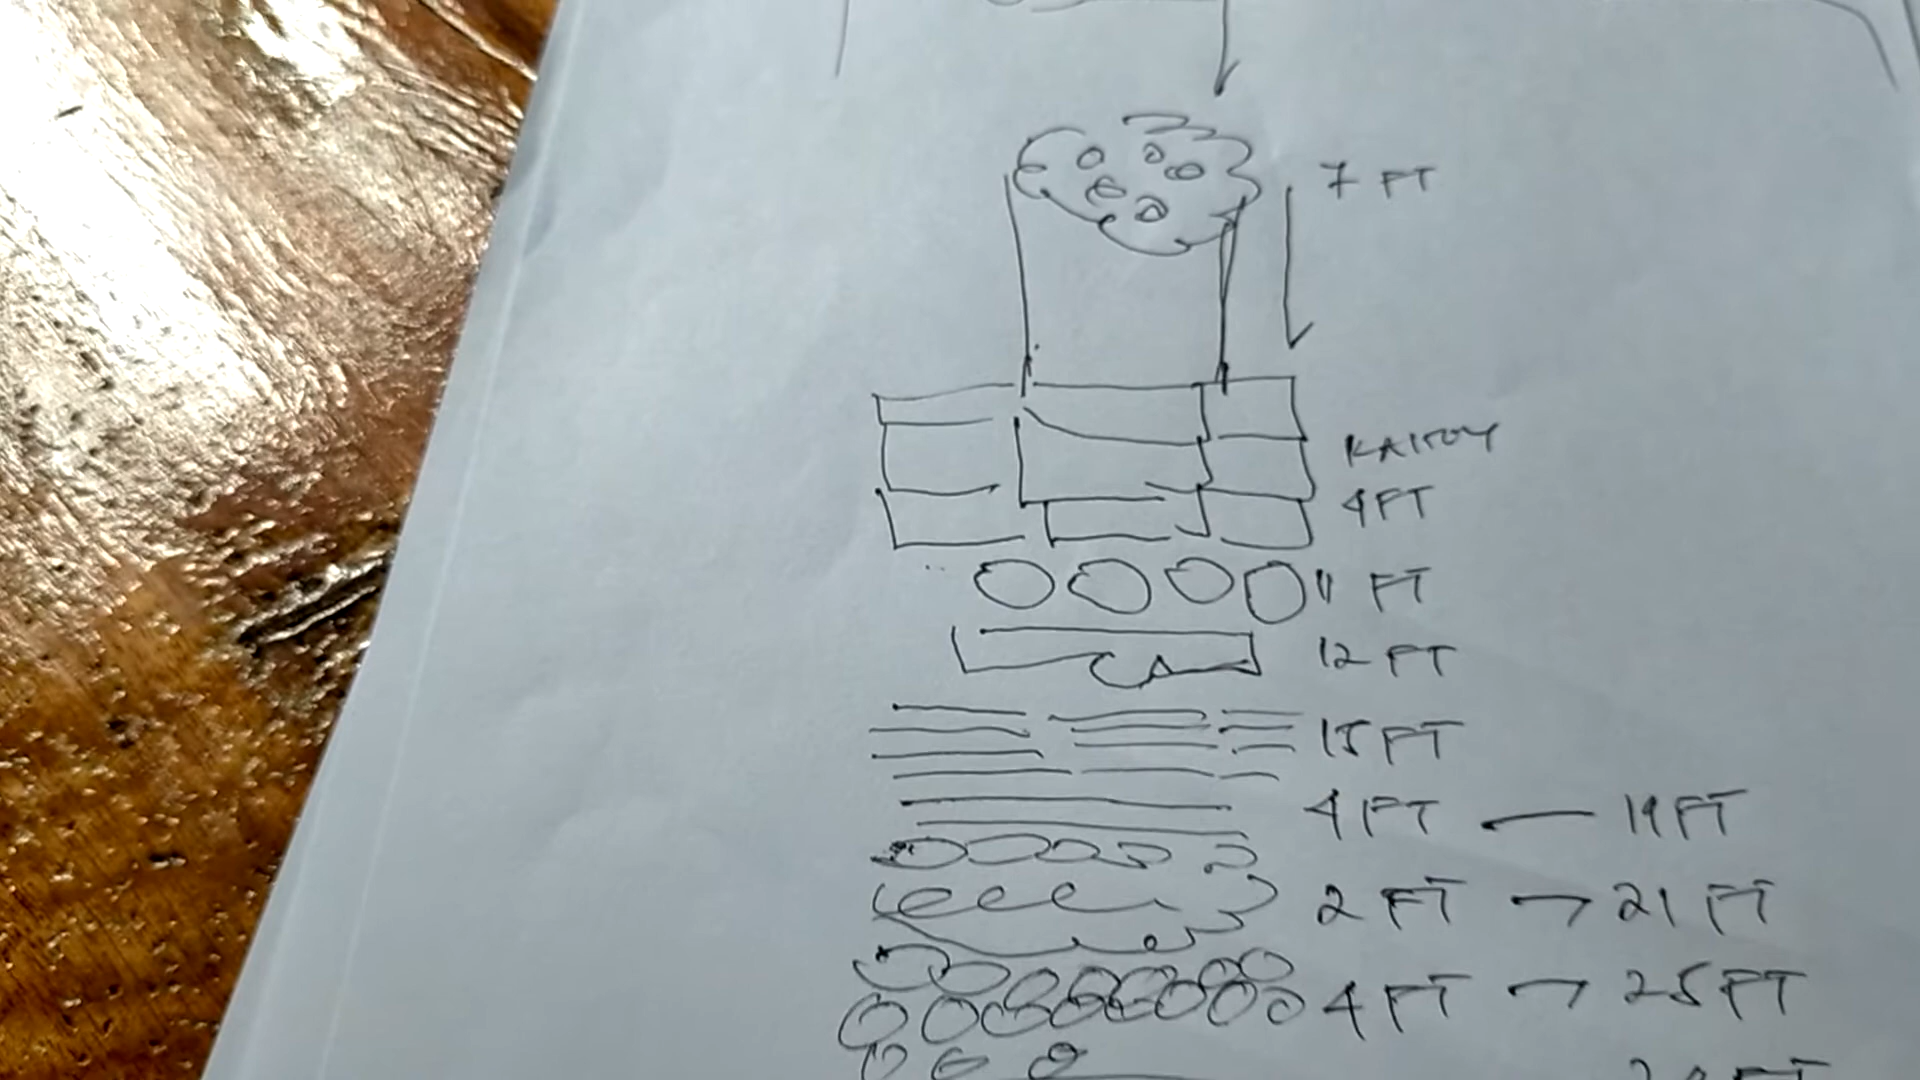 7 FT
4 FT
11 FT
12 FT
15 FT
4 FT — 19 FT
2 FT → 21 FT
4 FT → 25 FT